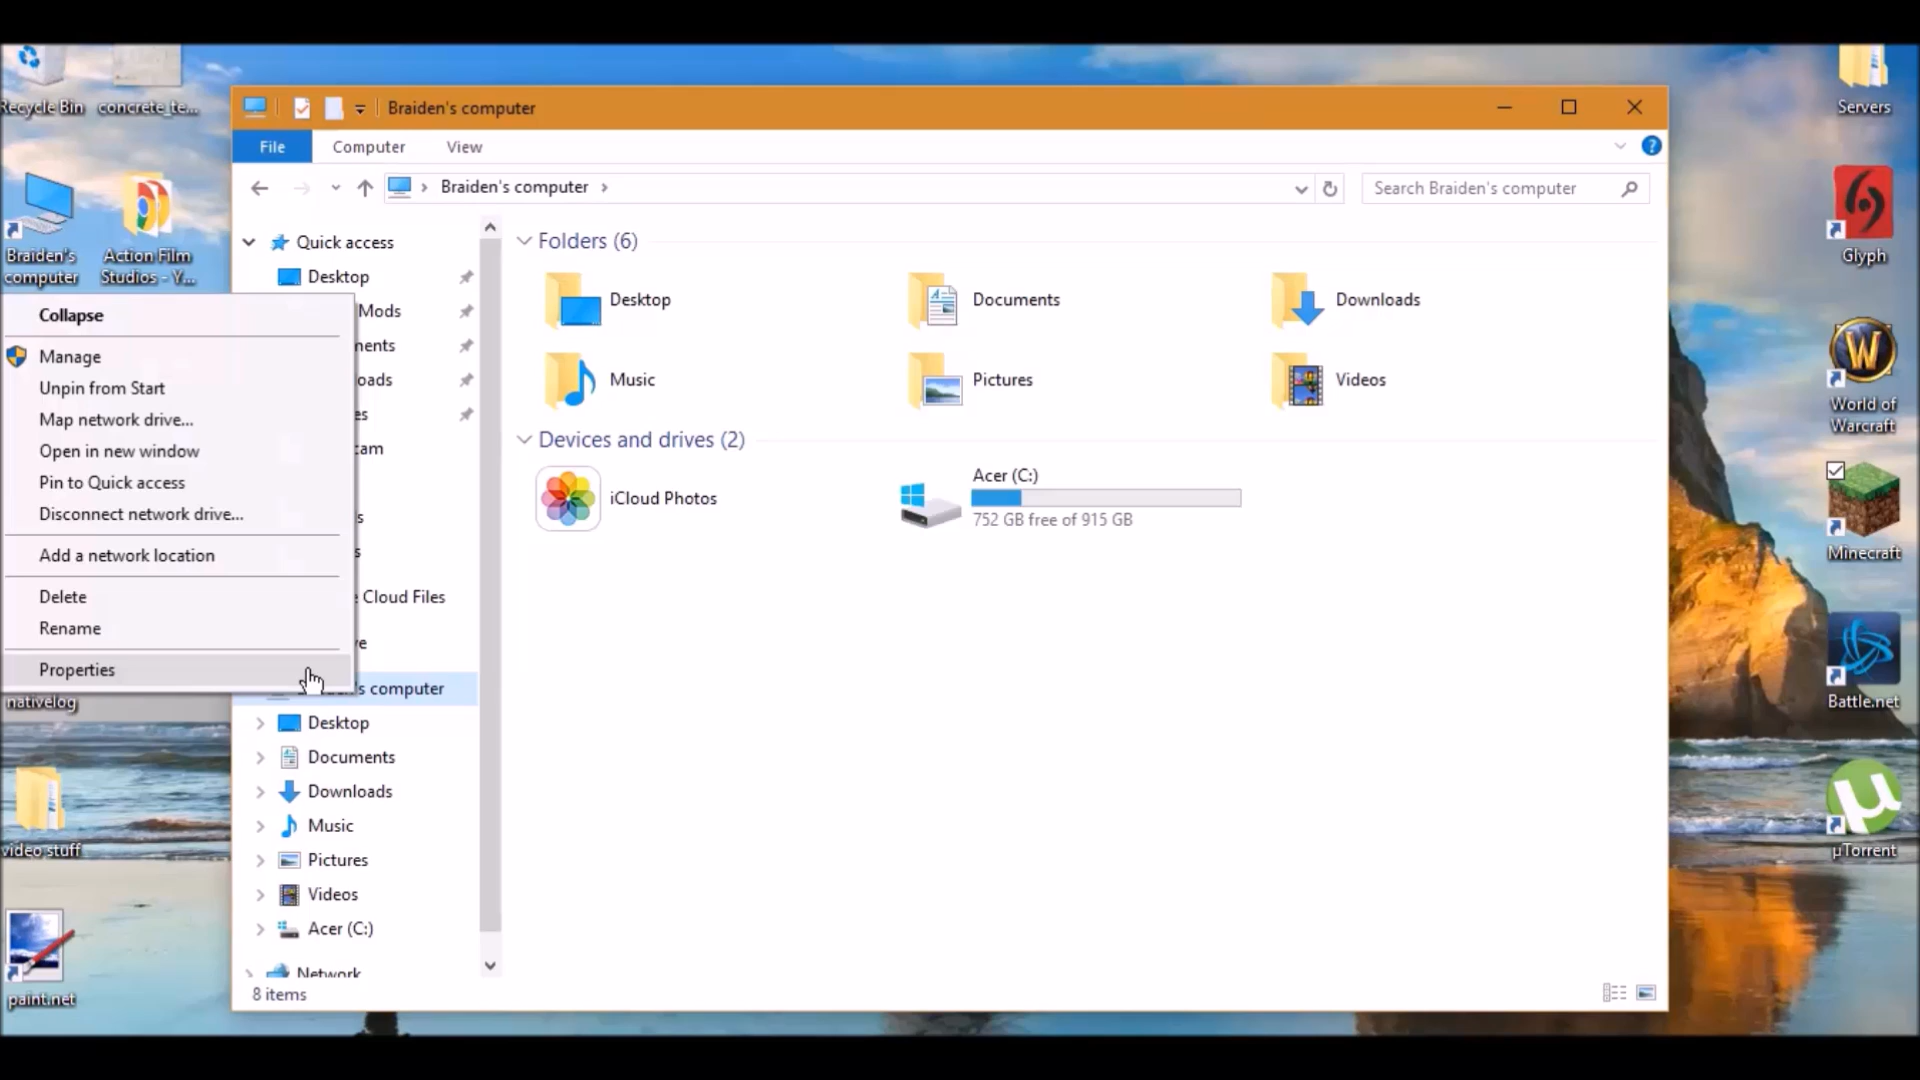 Recycle Bin
concrete_te...
Braiden's
computer
Action Film
Studios - Y...
Braiden's computer
File
Computer
View
Braiden's computer
Search Braiden's computer
Quick access
Desktop
Mods
ments
oads
es
cam
s
s
Cloud Files
ve
s computer
Desktop
Documents
Downloads
Music
Pictures
Videos
Acer (C:)
Network
8 items
Collapse
Manage
Unpin from Start
Map network drive...
Open in new window
Pin to Quick access
Disconnect network drive...
Add a network location
Delete
Rename
Properties
Folders (6)
Desktop
Documents
Downloads
Music
Pictures
Videos
Devices and drives (2)
iCloud Photos
Acer (C:)
752 GB free of 915 GB
nativelog
video stuff
paint.net
Servers
Glyph
World of
Warcraft
Minecraft
Battle.net
µTorrent